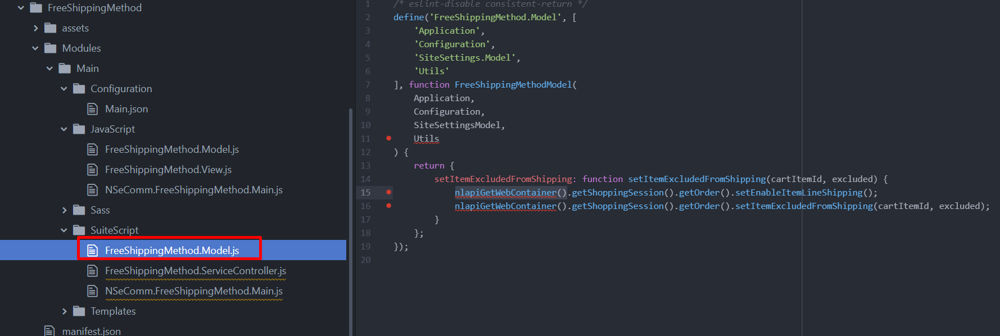 FreeShippingMethod
assets
Modules
Main
Configuration
Main.json
JavaScript
FreeShippingMethod.Model.js
FreeShippingMethod.View.js
NSeComm.FreeShippingMethod.Main.js
Sass
SuiteScript
FreeShippingMethod.Model.js
FreeShippingMethod.ServiceController.js
NSeComm.FreeShippingMethod.Main.js
Templates
manifest.json
1 /* eslint-disable consistent-return */
2 define('FreeShippingMethod.Model', [
3 'Application',
4 'Configuration',
5 'SiteSettings.Model',
6 'Utils'
7 ], function FreeShippingMethodModel(
8 Application,
9 Configuration,
10 SiteSettingsModel,
11 Utils
12 ) {
13 return {
14 setItemExcludedFromShipping: function setItemExcludedFromShipping(cartItemId, excluded) {
15 nlapiGetWebContainer().getShoppingSession().getOrder().setEnableItemLineShipping();
16 nlapiGetWebContainer().getShoppingSession().getOrder().setItemExcludedFromShipping(cartItemId, excluded);
17 }
18 };
19 });
20